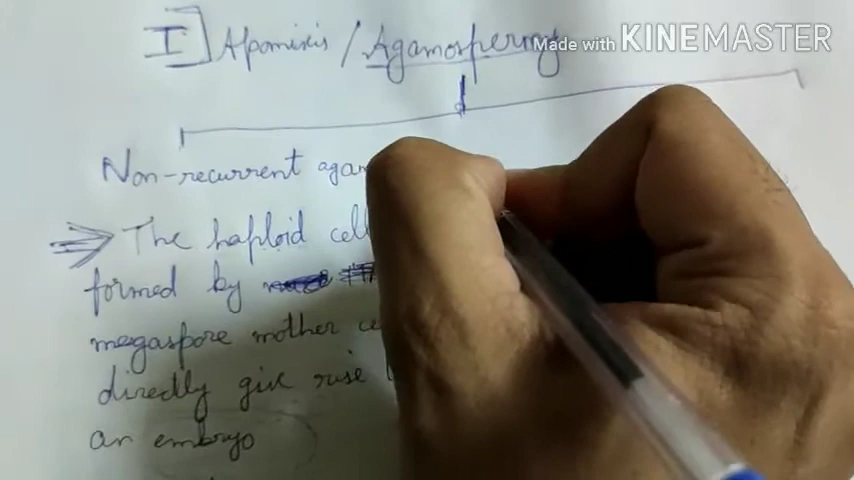 I] Apomixis / Agamospermy
Made with KINEMASTER
Non-recurrent agam
The haploid cell
formed by
megaspore mother ce
directly give rise
an embryo